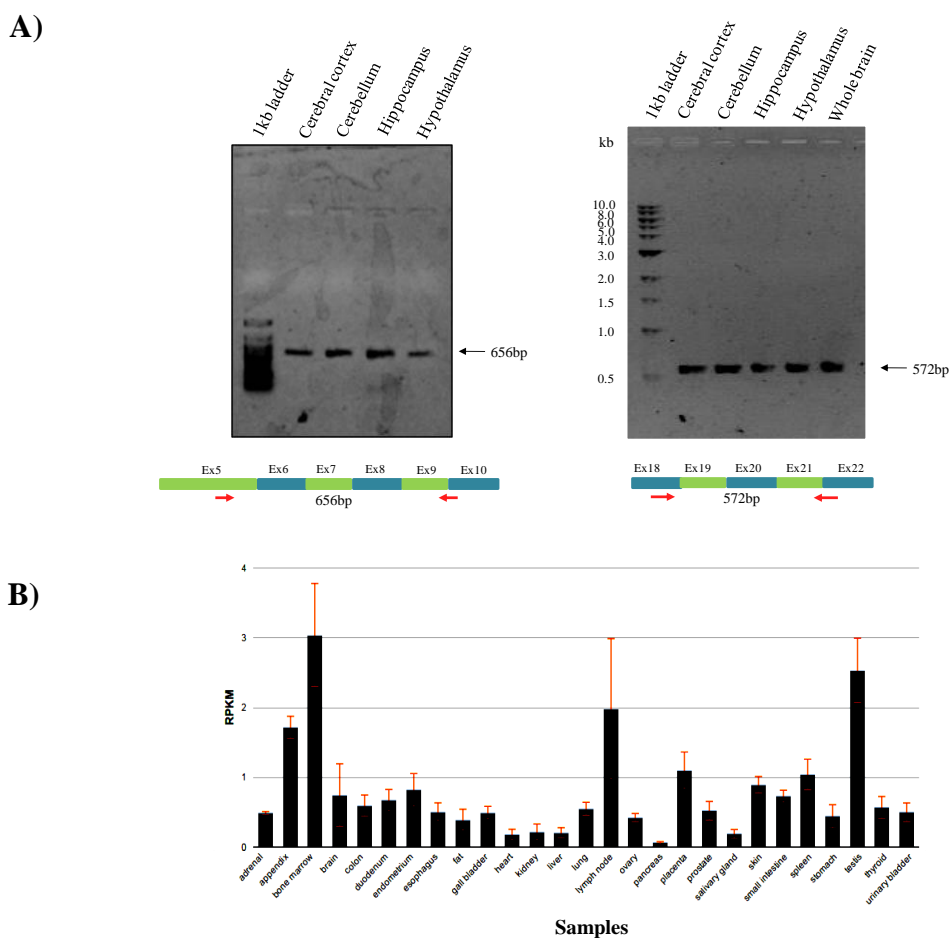 A)
1kb ladder
Cerebral cortex
Cerebellum
Hippocampus
Hypothalamus
656bp
Ex5 Ex6 Ex7 Ex8 Ex9 Ex10
656bp
1kb ladder
Cerebral cortex
Cerebellum
Hippocampus
Hypothalamus
Whole brain
kb
10.0
8.0
6.0
5.0
4.0
3.0
2.0
1.5
1.0
0.5
572bp
Ex18 Ex19 Ex20 Ex21 Ex22
572bp
B)
RPKM
4
3
2
1
0
adrenal
appendix
bone marrow
brain
colon
duodenum
endometrium
esophagus
fat
gall bladder
heart
kidney
liver
lung
lymph node
ovary
pancreas
placenta
prostate
salivary gland
skin
small intestine
spleen
stomach
testis
thyroid
urinary bladder
Samples